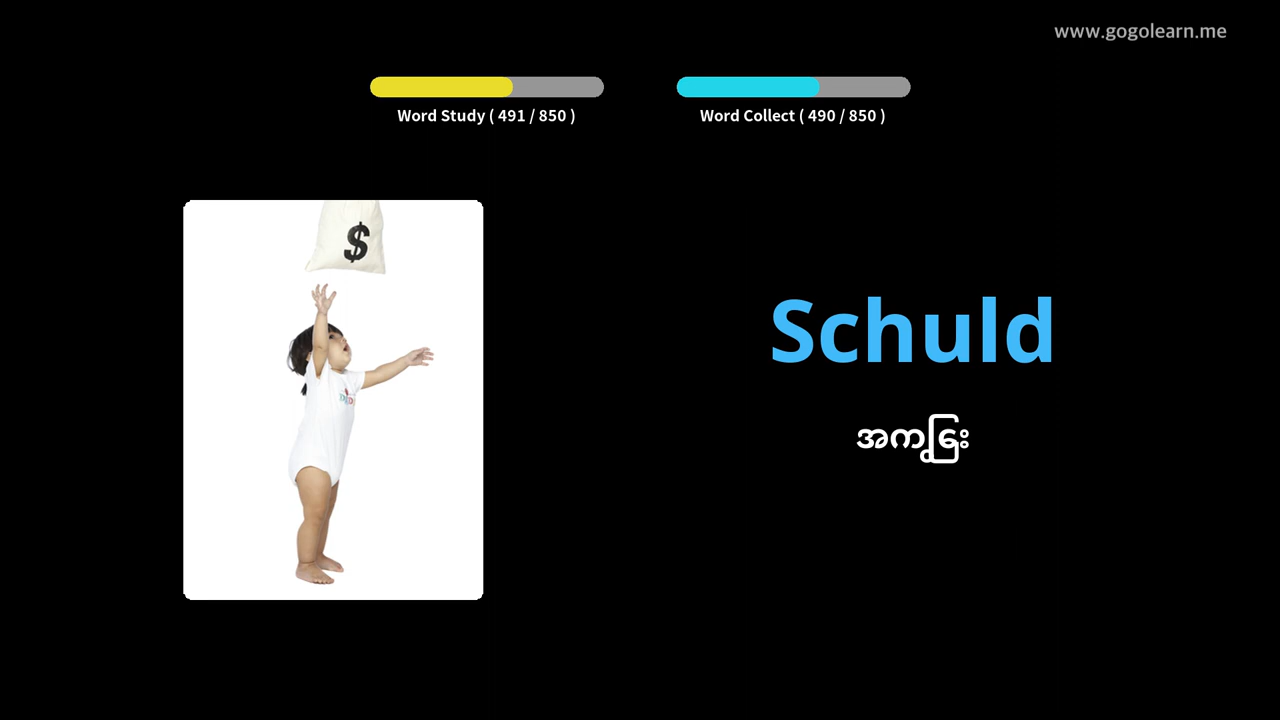 www.gogolearn.me
Word Study ( 491 / 850 )
Word Collect ( 490 / 850 )
$
Schuld
အကြွေး